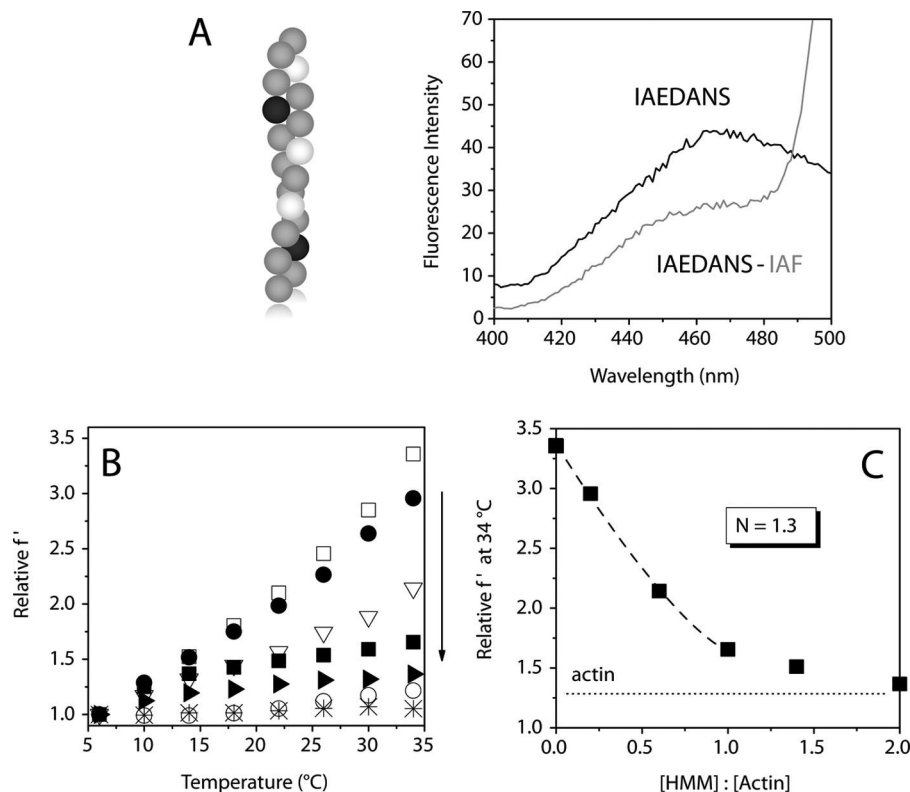 A
Fluorescence Intensity
70
60
50
40
30
20
10
0
IAEDANS
IAEDANS - IAF
400 420 440 460 480 500
Wavelength (nm)
B
Relative f'
3.5
3.0
2.5
2.0
1.5
1.0
5 10 15 20 25 30 35
Temperature (°C)
C
Relative f' at 34 °C
3.5
3.0
2.5
2.0
1.5
1.0
N = 1.3
actin
0.0 0.5 1.0 1.5 2.0
[HMM] : [Actin]